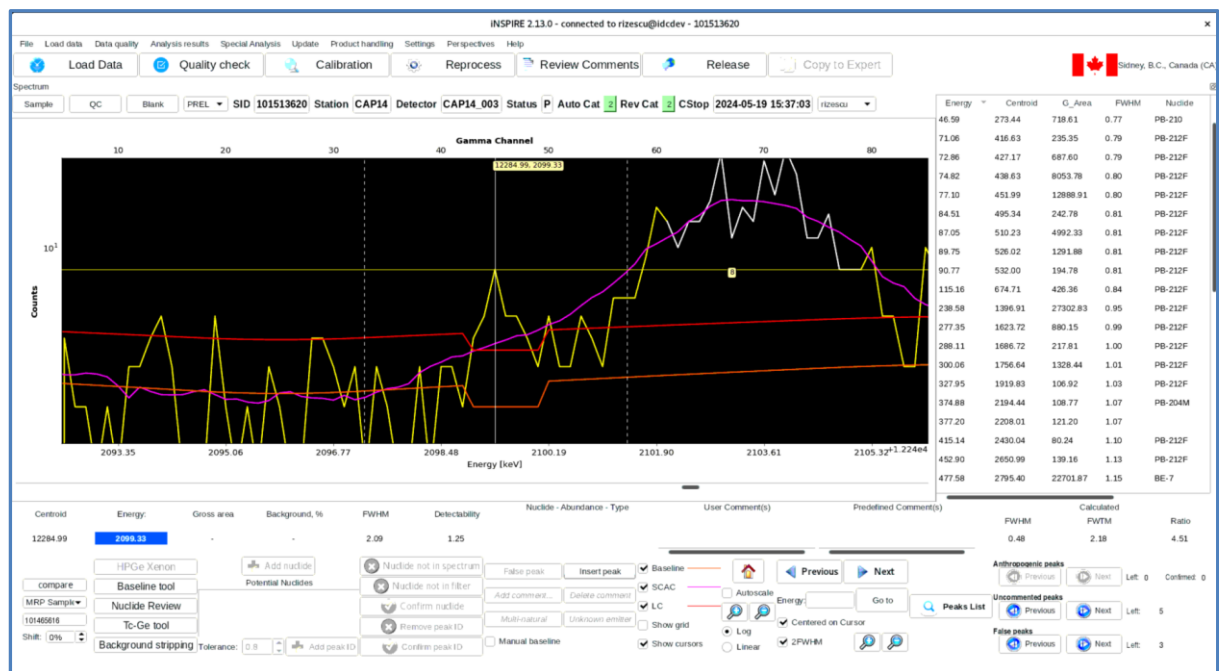 iNSPIRE 2.13.0 - connected to rizescu@idcdev - 101513620 ×
File Load data Data quality Analysis results Special Analysis Update Product handling Settings Perspectives Help
Load Data Quality check Calibration Reprocess Review Comments Release Copy to Expert Sidney, B.C., Canada (CA
Spectrum
Sample QC Blank PREL SID 101513620 Station CAP14 Detector CAP14_003 Status P Auto Cat 2 Rev Cat 2 CStop 2024-05-19 15:37:03 rizescu
Gamma Channel
10 20 30 40 50 60 70 80
12284.99, 2099.33
10^1
8
Counts
2093.35 2095.06 2096.77 2098.48 2100.19 2101.90 2103.61 2105.32 +1.224e4
Energy [keV]
Energy Centroid G_Area FWHM Nuclide
46.59 273.44 718.61 0.77 PB-210
71.06 416.63 235.35 0.79 PB-212F
72.86 427.17 687.60 0.79 PB-212F
74.82 438.63 8053.78 0.80 PB-212F
77.10 451.99 12888.91 0.80 PB-212F
84.51 495.34 242.78 0.81 PB-212F
87.05 510.23 4992.33 0.81 PB-212F
89.75 526.02 1291.88 0.81 PB-212F
90.77 532.00 194.78 0.81 PB-212F
115.16 674.71 426.36 0.84 PB-212F
238.58 1396.91 27302.83 0.95 PB-212F
277.35 1623.72 880.15 0.99 PB-212F
288.11 1686.72 217.81 1.00 PB-212F
300.06 1756.64 1328.44 1.01 PB-212F
327.95 1919.83 106.92 1.03 PB-212F
374.88 2194.44 108.77 1.07 PB-204M
377.20 2208.01 121.20 1.07
415.14 2430.04 80.24 1.10 PB-212F
452.90 2650.99 139.16 1.13 PB-212F
477.58 2795.40 22701.87 1.15 BE-7
Centroid Energy: Gross area Background, % FWHM Detectability Nuclide - Abundance - Type User Comment(s) Predefined Comment(s) Calculated
FWHM FWTM Ratio
12284.99 2099.33 - - 2.09 1.25 0.48 2.18 4.51
compare
MRP Sample
101465616
Shift: 0%
HPGe Xenon
Baseline tool
Nuclide Review
Tc-Ge tool
Background stripping
Add nuclide
Potential Nuclides
Tolerance: 0.8 Add peak ID
Nuclide not in spectrum
Nuclide not in filter
Confirm nuclide
Remove peak ID
Confirm peak ID
False peak Insert peak
Add comment... Delete comment
Multi-natural Unknown emitter
Manual baseline
Baseline
SCAC
LC
Show grid
Show cursors
Autoscale
Log
Linear
Previous Next
Energy: Go to
Centered on Cursor
2FWHM
Peaks List
Anthropogenic peaks
Previous Next Left: 0 Confirmed: 0
Uncommented peaks
Previous Next Left: 5
False peaks
Previous Next Left: 3